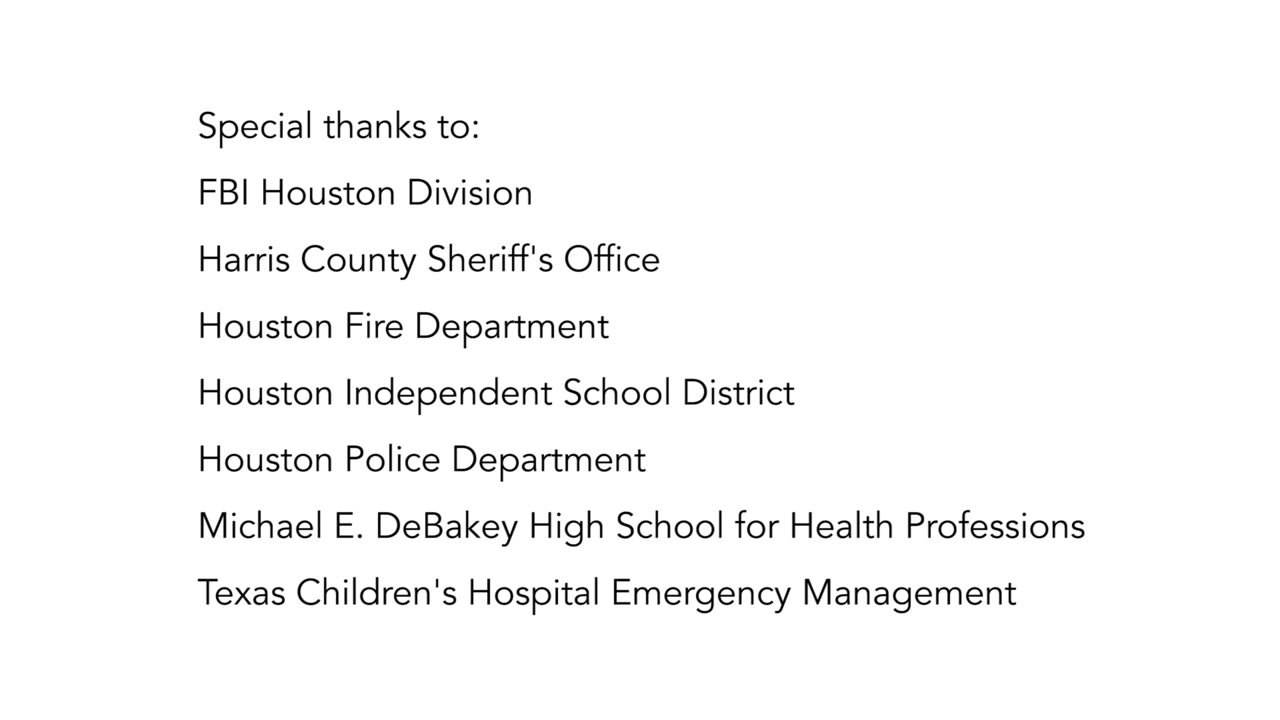 Special thanks to:
FBI Houston Division
Harris County Sheriff's Office
Houston Fire Department
Houston Independent School District
Houston Police Department
Michael E. DeBakey High School for Health Professions
Texas Children's Hospital Emergency Management